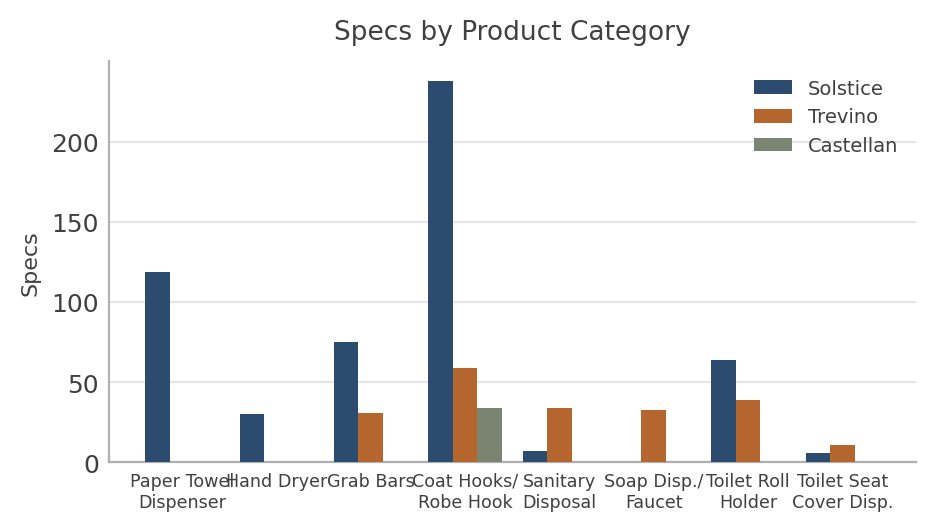 Specs by Product Category
Solstice
Trevino
Castellan
Specs
200
150
100
50
0
Paper Towel Dispenser
Hand Dryer
Grab Bars
Coat Hooks/
Robe Hook
Sanitary
Disposal
Soap Disp./
Faucet
Toilet Roll
Holder
Toilet Seat
Cover Disp.